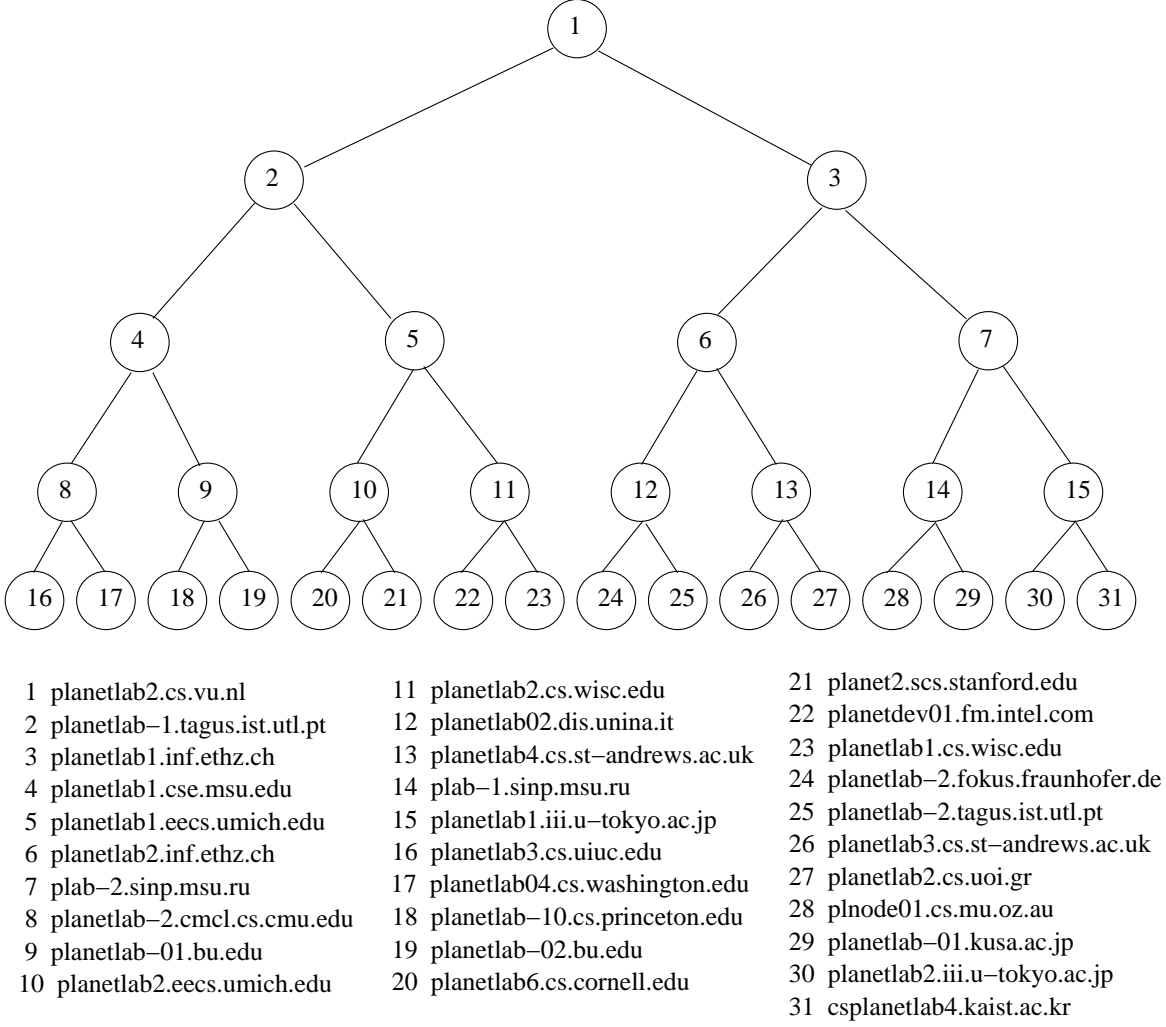 1
2 3
4 5 6 7
8 9 10 11 12 13 14 15
16 17 18 19 20 21 22 23 24 25 26 27 28 29 30 31
1 planetlab2.cs.vu.nl
2 planetlab−1.tagus.ist.utl.pt
3 planetlab1.inf.ethz.ch
4 planetlab1.cse.msu.edu
5 planetlab1.eecs.umich.edu
6 planetlab2.inf.ethz.ch
7 plab−2.sinp.msu.ru
8 planetlab−2.cmcl.cs.cmu.edu
9 planetlab−01.bu.edu
10 planetlab2.eecs.umich.edu
11 planetlab2.cs.wisc.edu
12 planetlab02.dis.unina.it
13 planetlab4.cs.st−andrews.ac.uk
14 plab−1.sinp.msu.ru
15 planetlab1.iii.u−tokyo.ac.jp
16 planetlab3.cs.uiuc.edu
17 planetlab04.cs.washington.edu
18 planetlab−10.cs.princeton.edu
19 planetlab−02.bu.edu
20 planetlab6.cs.cornell.edu
21 planet2.scs.stanford.edu
22 planetdev01.fm.intel.com
23 planetlab1.cs.wisc.edu
24 planetlab−2.fokus.fraunhofer.de
25 planetlab−2.tagus.ist.utl.pt
26 planetlab3.cs.st−andrews.ac.uk
27 planetlab2.cs.uoi.gr
28 plnode01.cs.mu.oz.au
29 planetlab−01.kusa.ac.jp
30 planetlab2.iii.u−tokyo.ac.jp
31 csplanetlab4.kaist.ac.kr